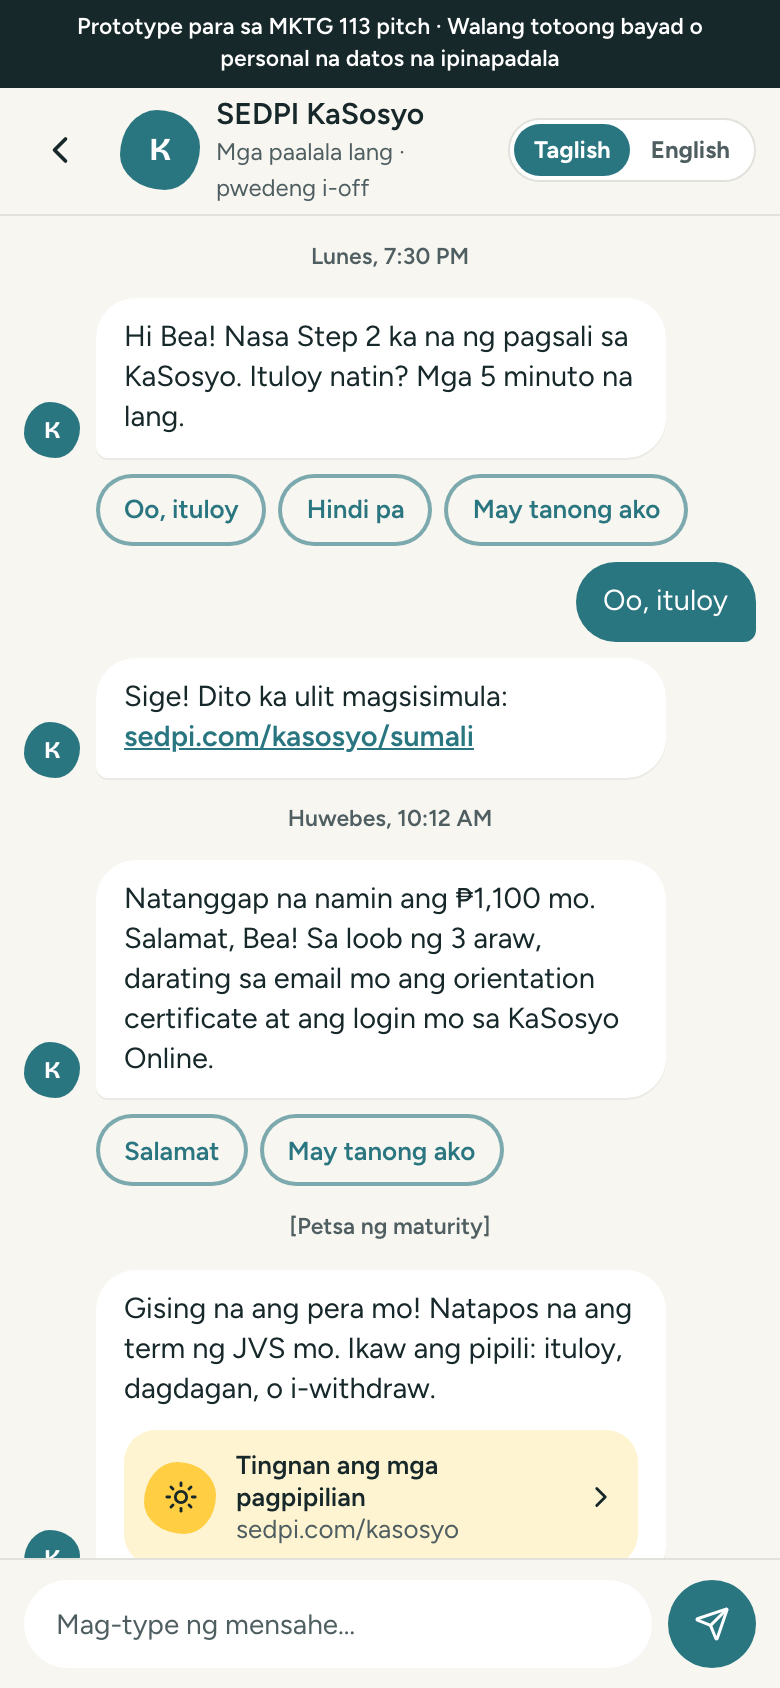 Prototype para sa MKTG 113 pitch · Walang totoong bayad o
personal na datos na ipinapadala
K
SEDPI KaSosyo
Mga paalala lang ·
pwedeng i-off
Taglish
English
Lunes, 7:30 PM
Hi Bea! Nasa Step 2 ka na ng pagsali sa
KaSosyo. Ituloy natin? Mga 5 minuto na
lang.
K
Oo, ituloy
Hindi pa
May tanong ako
Oo, ituloy
Sige! Dito ka ulit magsisimula:
sedpi.com/kasosyo/sumali
K
Huwebes, 10:12 AM
Natanggap na namin ang ₱1,100 mo.
Salamat, Bea! Sa loob ng 3 araw,
darating sa email mo ang orientation
certificate at ang login mo sa KaSosyo
Online.
K
Salamat
May tanong ako
[Petsa ng maturity]
Gising na ang pera mo! Natapos na ang
term ng JVS mo. Ikaw ang pipili: ituloy,
dagdagan, o i-withdraw.
Tingnan ang mga
pagpipilian
sedpi.com/kasosyo
K
Mag-type ng mensahe...